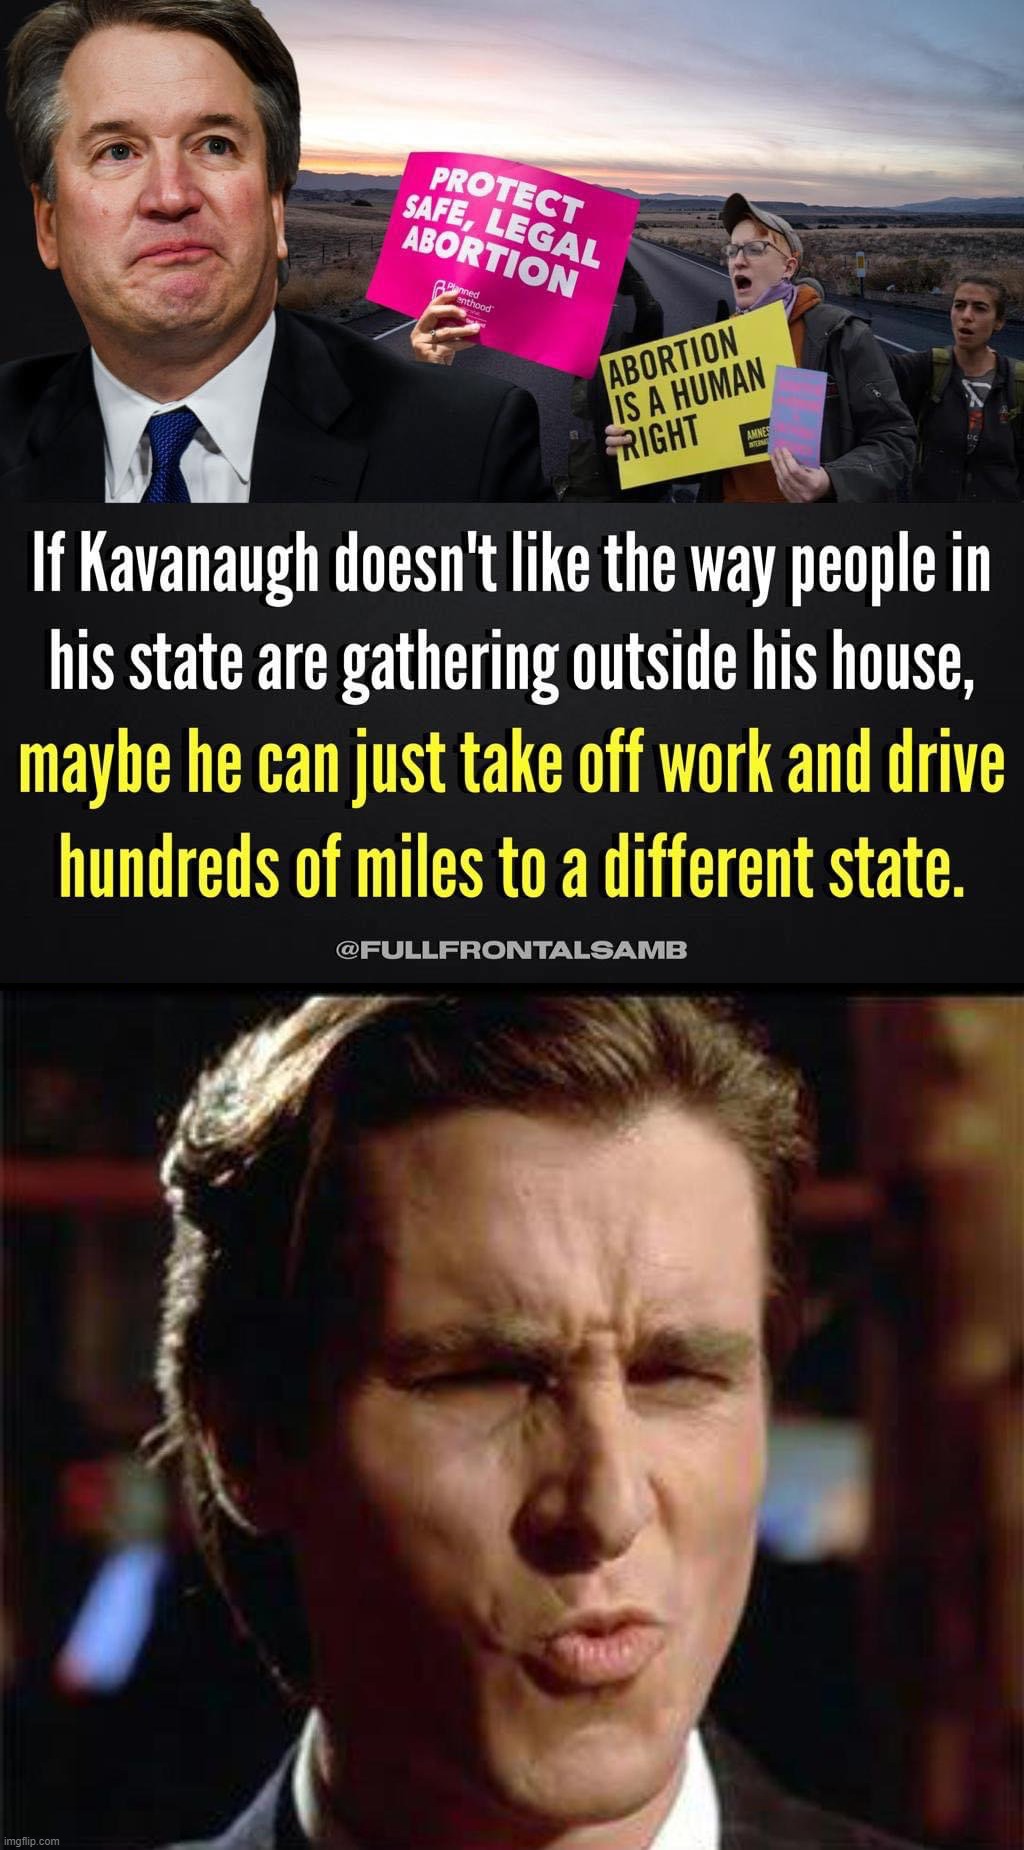 PROTECT
SAFE, LEGAL
ABORTION
Planned
ABORTION
IS A HUMAN
RIGHT
If Kavanaugh doesn't like the way people in
his state are gathering outside his house,
maybe he can just take off work and drive
hundreds of miles to a different state.
@FULLFRONTALSAMB
imgflip.com